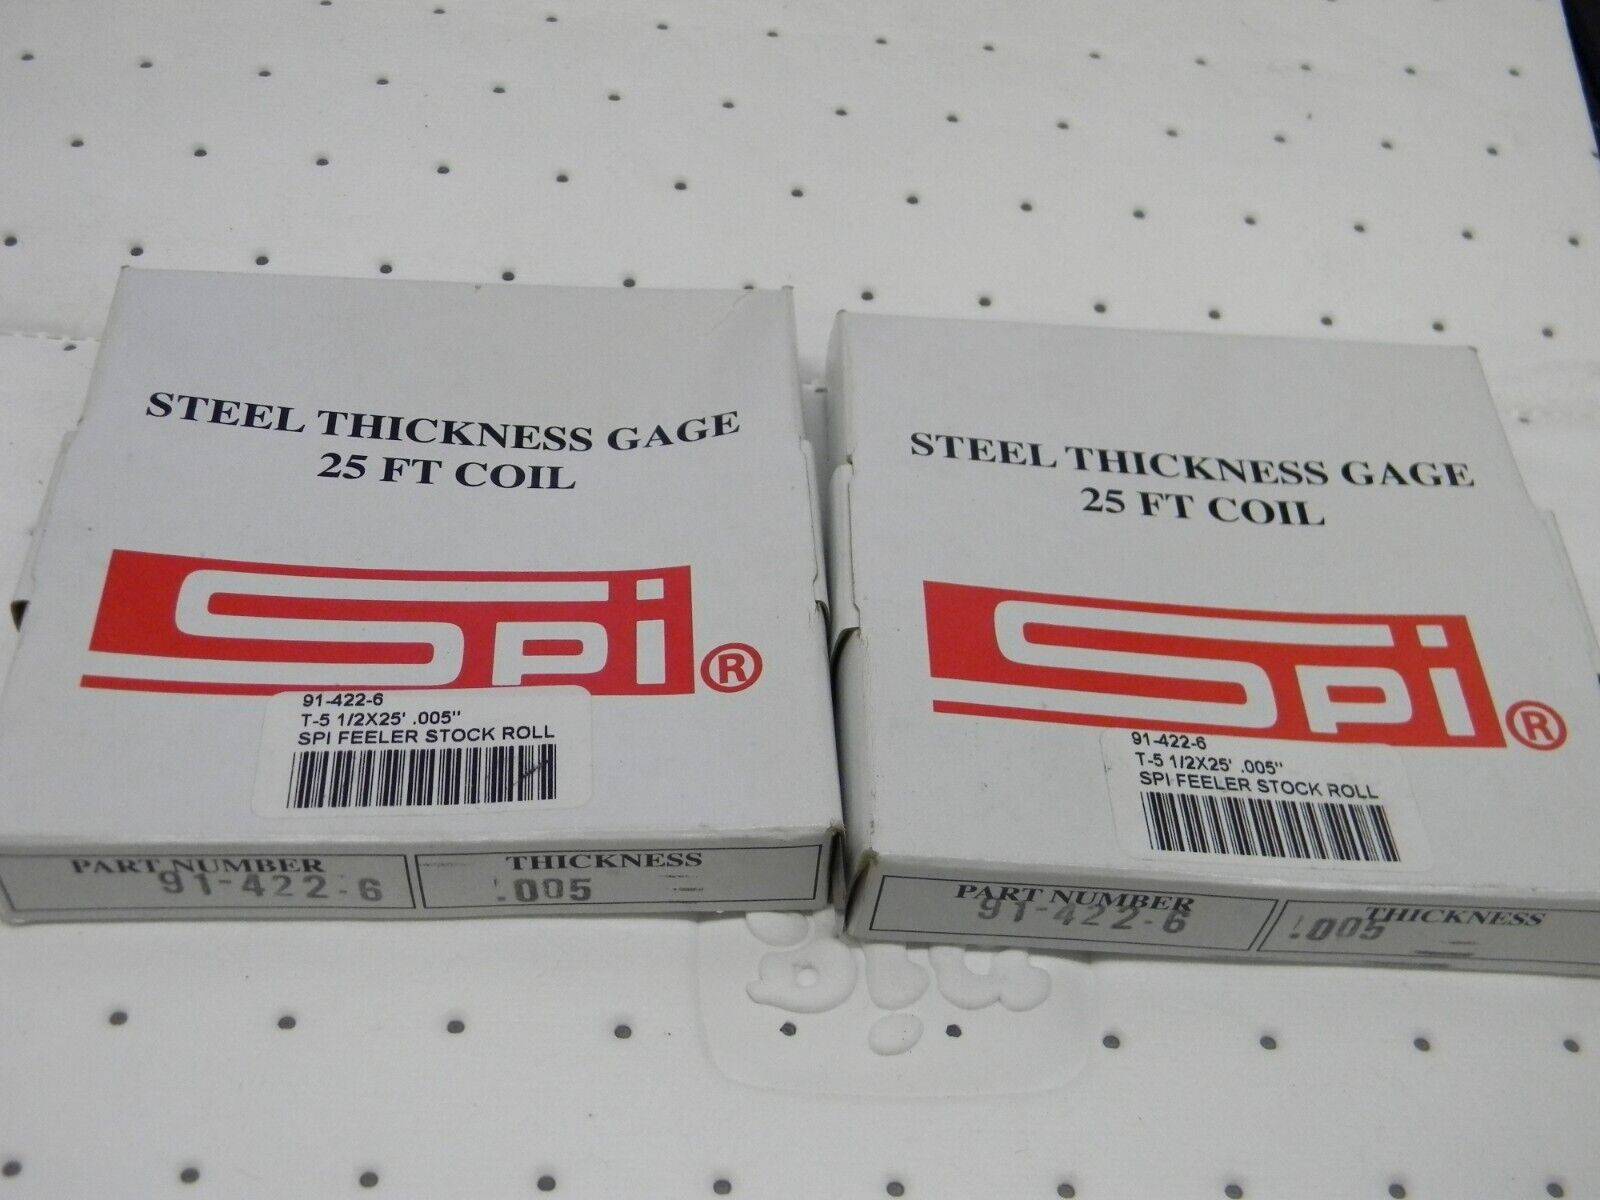 STEEL THICKNESS GAGE
25 FT COIL
SPi®
91-422-6
T-5 1/2X25' .005"
SPI FEELER STOCK ROLL
PART NUMBER
91-422-6
THICKNESS
.005
STEEL THICKNESS GAGE
25 FT COIL
SPi®
91-422-6
T-5 1/2X25' .005"
SPI FEELER STOCK ROLL
PART NUMBER
91-422-6
THICKNESS
.005